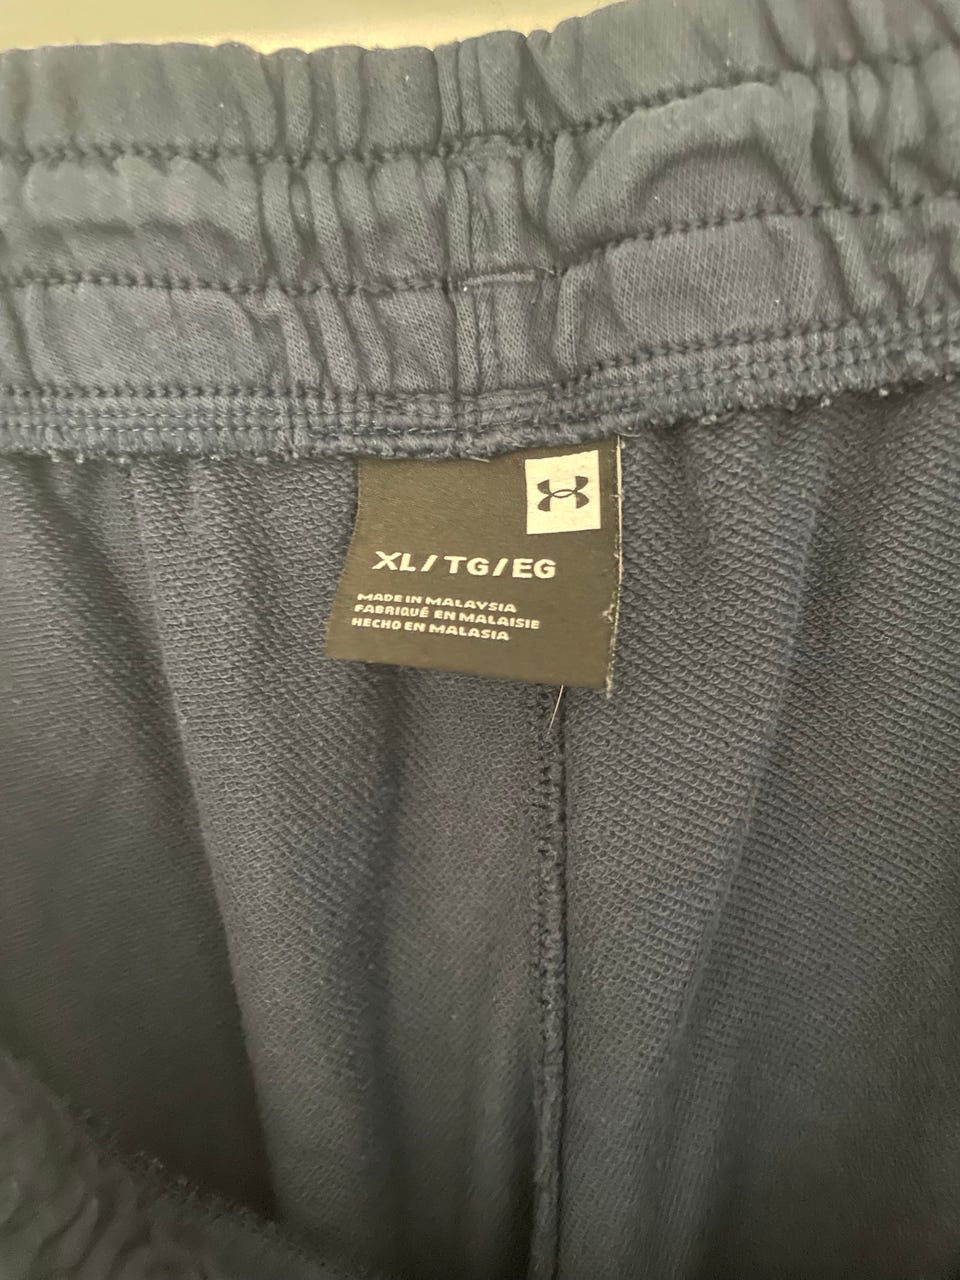 XL/TG/EG
MADE IN MALAYSIA
FABRIQUÉ EN MALAISIE
HECHO EN MALASIA